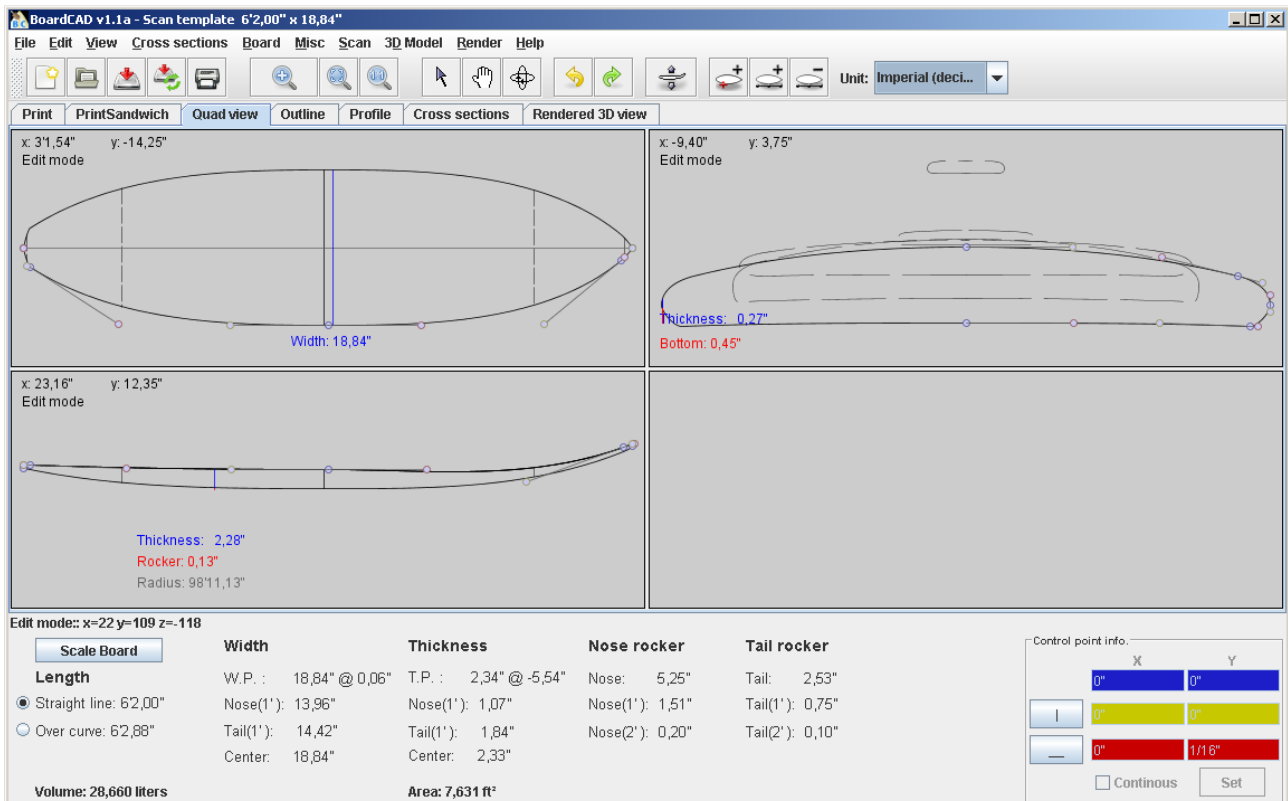 BoardCAD v1.1a - Scan template  6'2,00" x 18,84"
File Edit View Cross sections Board Misc Scan 3D Model Render Help
Unit: Imperial (deci...
Print PrintSandwich Quad view Outline Profile Cross sections Rendered 3D view
x: 3'1,54" y: -14,25"
Edit mode
Width: 18,84"
x: -9,40" y: 3,75"
Edit mode
Thickness: 0,27"
Bottom: 0,45"
x: 23,16" y: 12,35"
Edit mode
Thickness: 2,28"
Rocker: 0,13"
Radius: 98'11,13"
Edit mode:: x=22 y=109 z=-118
Scale Board
Length
Straight line: 6'2,00"
Over curve: 6'2,88"
Volume: 28,660 liters
Width
W.P. : 18,84" @ 0,06"
Nose(1'): 13,96"
Tail(1'): 14,42"
Center: 18,84"
Thickness
T.P. : 2,34" @ -5,54"
Nose(1'): 1,07"
Tail(1'): 1,84"
Center: 2,33"
Area: 7,631 ft²
Nose rocker
Nose: 5,25"
Nose(1'): 1,51"
Nose(2'): 0,20"
Tail rocker
Tail: 2,53"
Tail(1'): 0,75"
Tail(2'): 0,10"
Control point info.
X Y
0" 0"
0" 0"
0" 1/16"
Continous Set